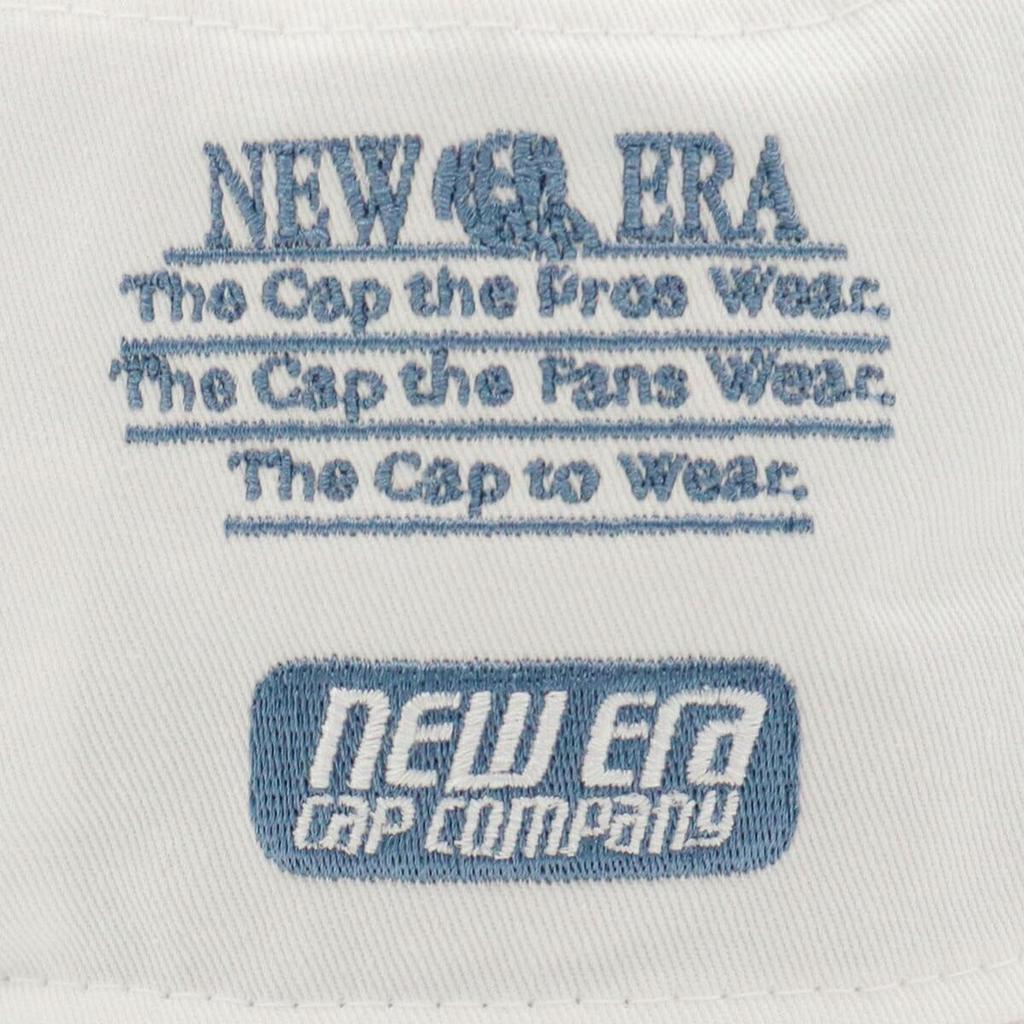 NEW ERA
The Cap the Pros Wear.
The Cap the Fans Wear.
The Cap to Wear.
new era
cap company